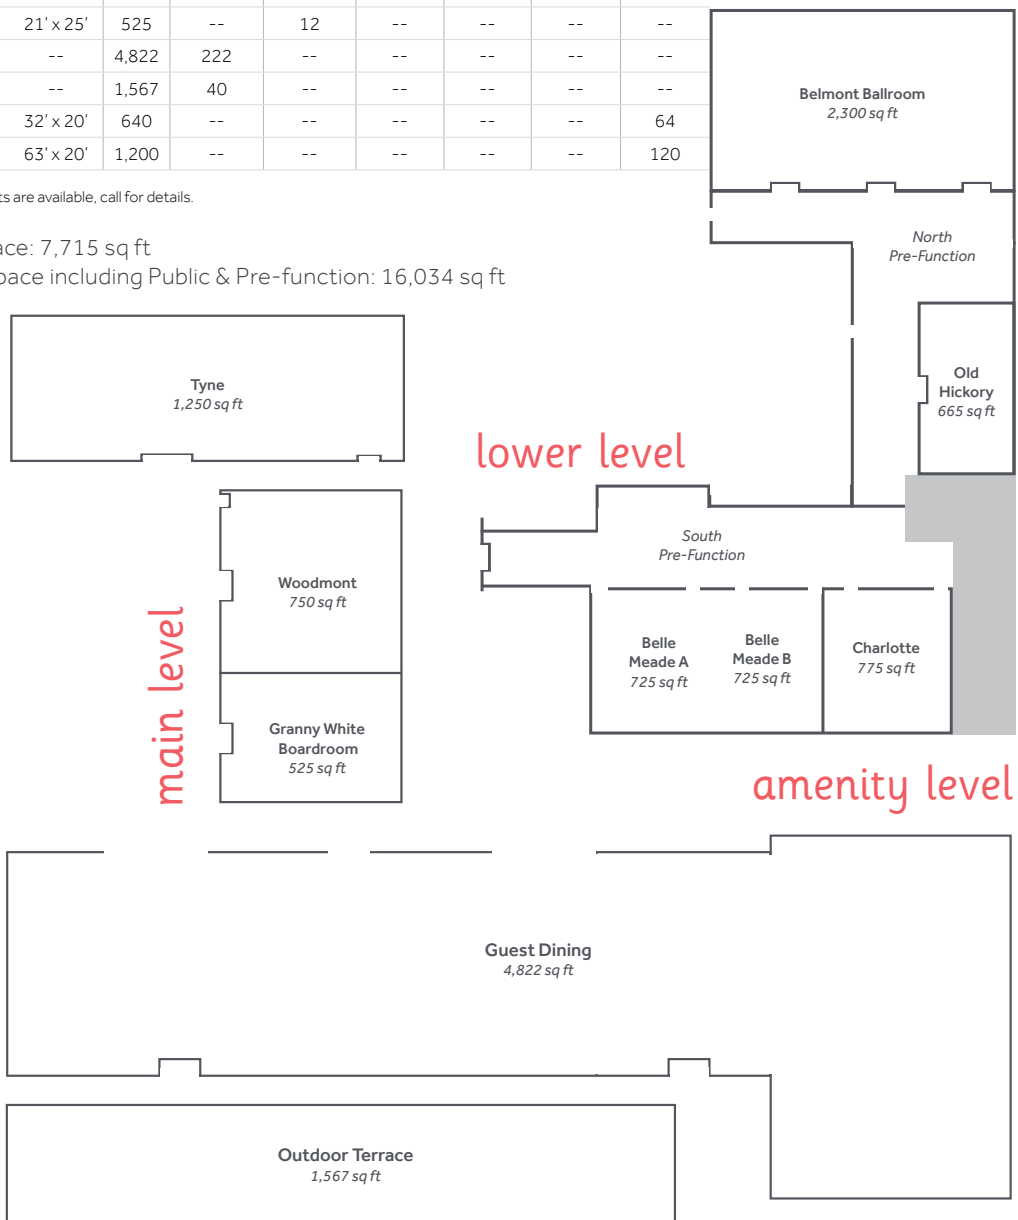 21' x 25' 525 -- 12 -- -- -- --
-- 4,822 222 -- -- -- -- --
-- 1,567 40 -- -- -- -- --
32' x 20' 640 -- -- -- -- -- 64
63' x 20' 1,200 -- -- -- -- -- 120
ts are available, call for details.
ace: 7,715 sq ft
pace including Public & Pre-function: 16,034 sq ft
Belmont Ballroom
2,300 sq ft
North
Pre-Function
Old
Hickory
665 sq ft
Tyne
1,250 sq ft
lower level
South
Pre-Function
Woodmont
750 sq ft
main level
Granny White
Boardroom
525 sq ft
Belle
Meade A
725 sq ft
Belle
Meade B
725 sq ft
Charlotte
775 sq ft
amenity level
Guest Dining
4,822 sq ft
Outdoor Terrace
1,567 sq ft